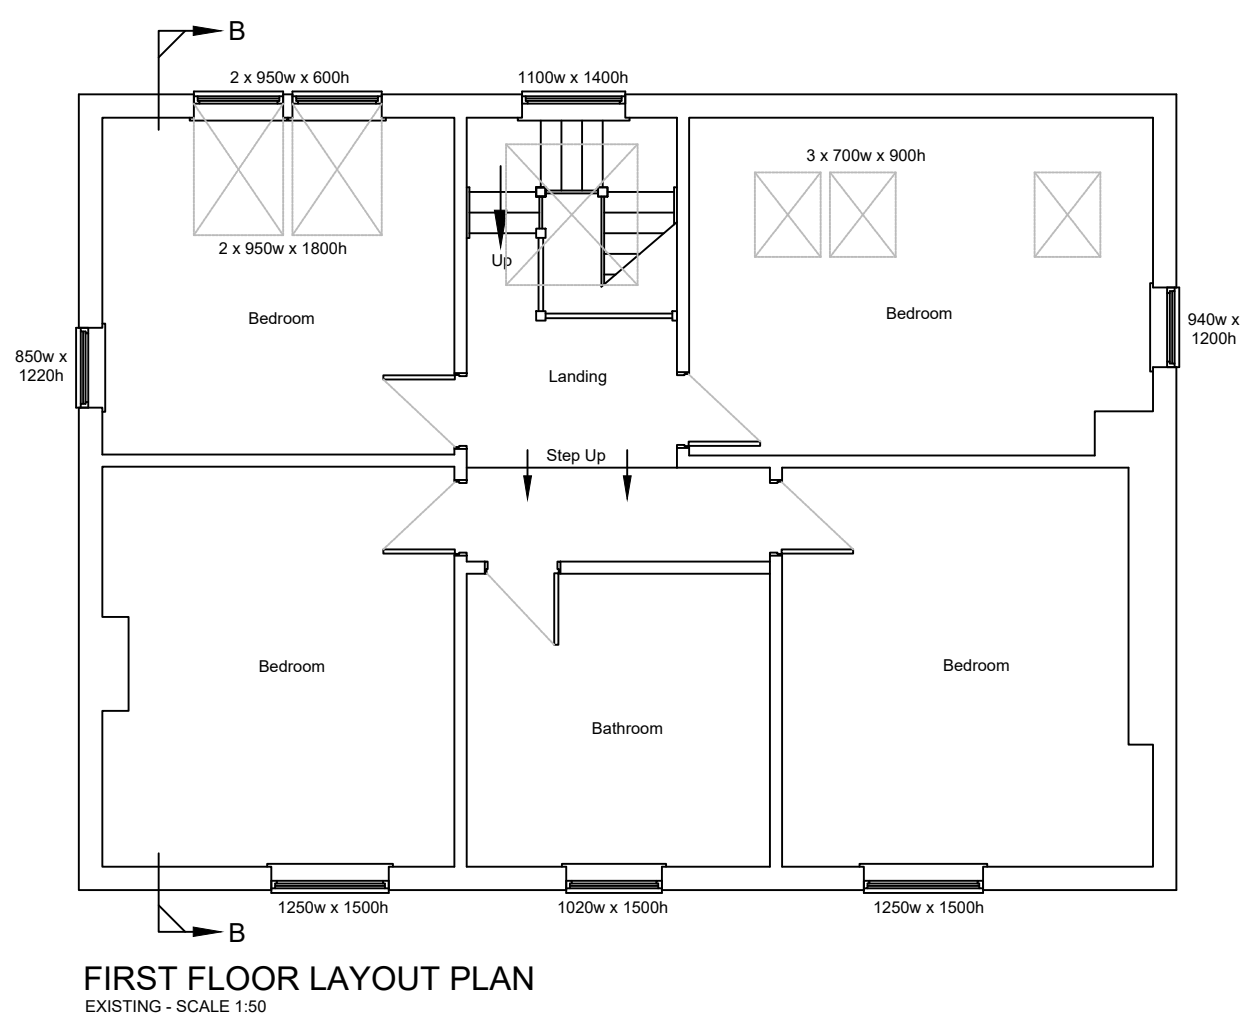 B
2 x 950w x 600h
1100w x 1400h
3 x 700w x 900h
2 x 950w x 1800h
Up
Bedroom
Bedroom
940w x
1200h
850w x
1220h
Landing
Step Up
Bedroom
Bedroom
Bathroom
1250w x 1500h
1020w x 1500h
1250w x 1500h
B
FIRST FLOOR LAYOUT PLAN
EXISTING - SCALE 1:50